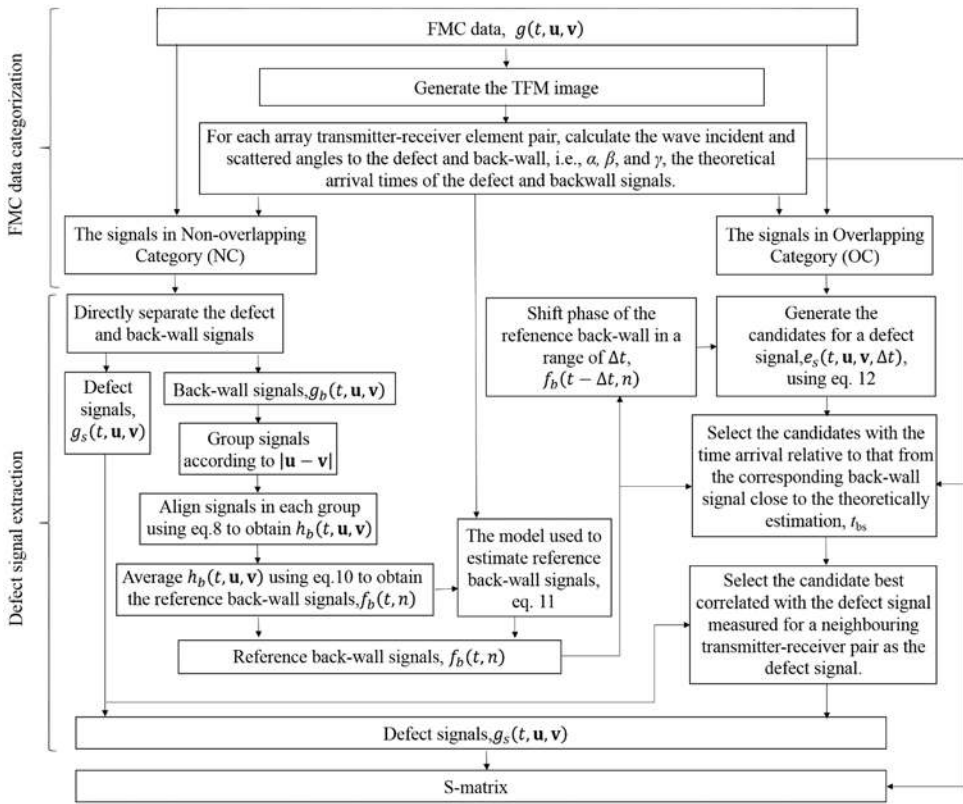 FMC data categorization
FMC data, g(t, u, v)
Generate the TFM image
For each array transmitter-receiver element pair, calculate the wave incident and
scattered angles to the defect and back-wall, i.e., α, β, and γ, the theoretical
arrival times of the defect and backwall signals.
The signals in Non-overlapping
Category (NC)
The signals in Overlapping
Category (OC)
Defect signal extraction
Directly separate the defect
and back-wall signals
Defect
signals,
g_s(t, u, v)
Back-wall signals,g_b(t, u, v)
Group signals
according to |u − v|
Align signals in each group
using eq.8 to obtain h_b(t, u, v)
Average h_b(t, u, v) using eq.10 to obtain
the reference back-wall signals,f_b(t, n)
The model used to
estimate reference
back-wall signals,
eq. 11
Reference back-wall signals, f_b(t, n)
Shift phase of the
reference back-wall in a
range of Δt,
f_b(t − Δt, n)
Generate the
candidates for a defect
signal,e_s(t, u, v, Δt),
using eq. 12
Select the candidates with the
time arrival relative to that from
the corresponding back-wall
signal close to the theoretically
estimation, t_bs
Select the candidate best
correlated with the defect signal
measured for a neighbouring
transmitter-receiver pair as the
defect signal.
Defect signals,g_s(t, u, v)
S-matrix